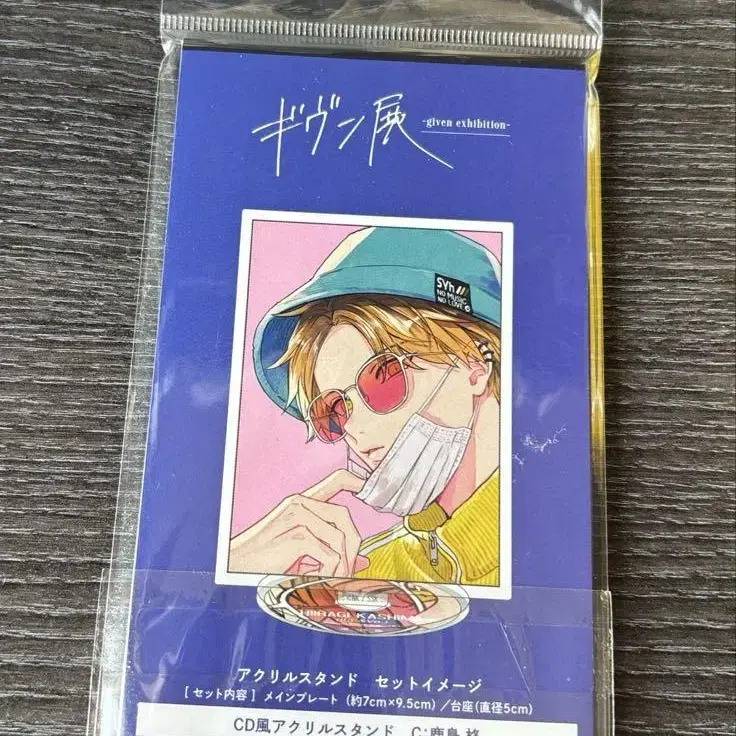 ギヴン展
-given exhibition-
SYh
NO MUSIC
NO LOVE
HIIRAGI KASHIMA
アクリルスタンド セットイメージ
[ セット内容 ] メインプレート（約7cm×9.5cm）／台座(直径5cm)
CD風アクリルスタンド C:鹿島 柊